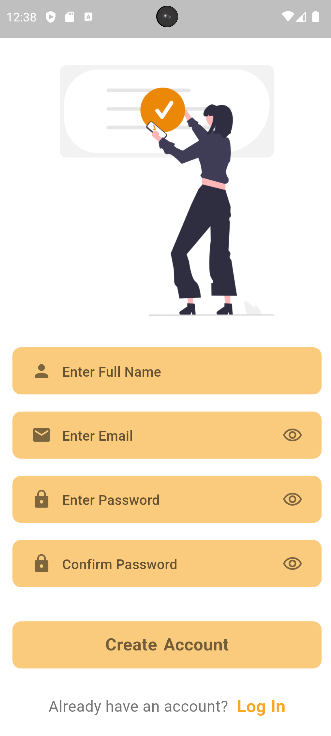 12:38
Enter Full Name
Enter Email
Enter Password
Confirm Password
Create Account
Already have an account? Log In